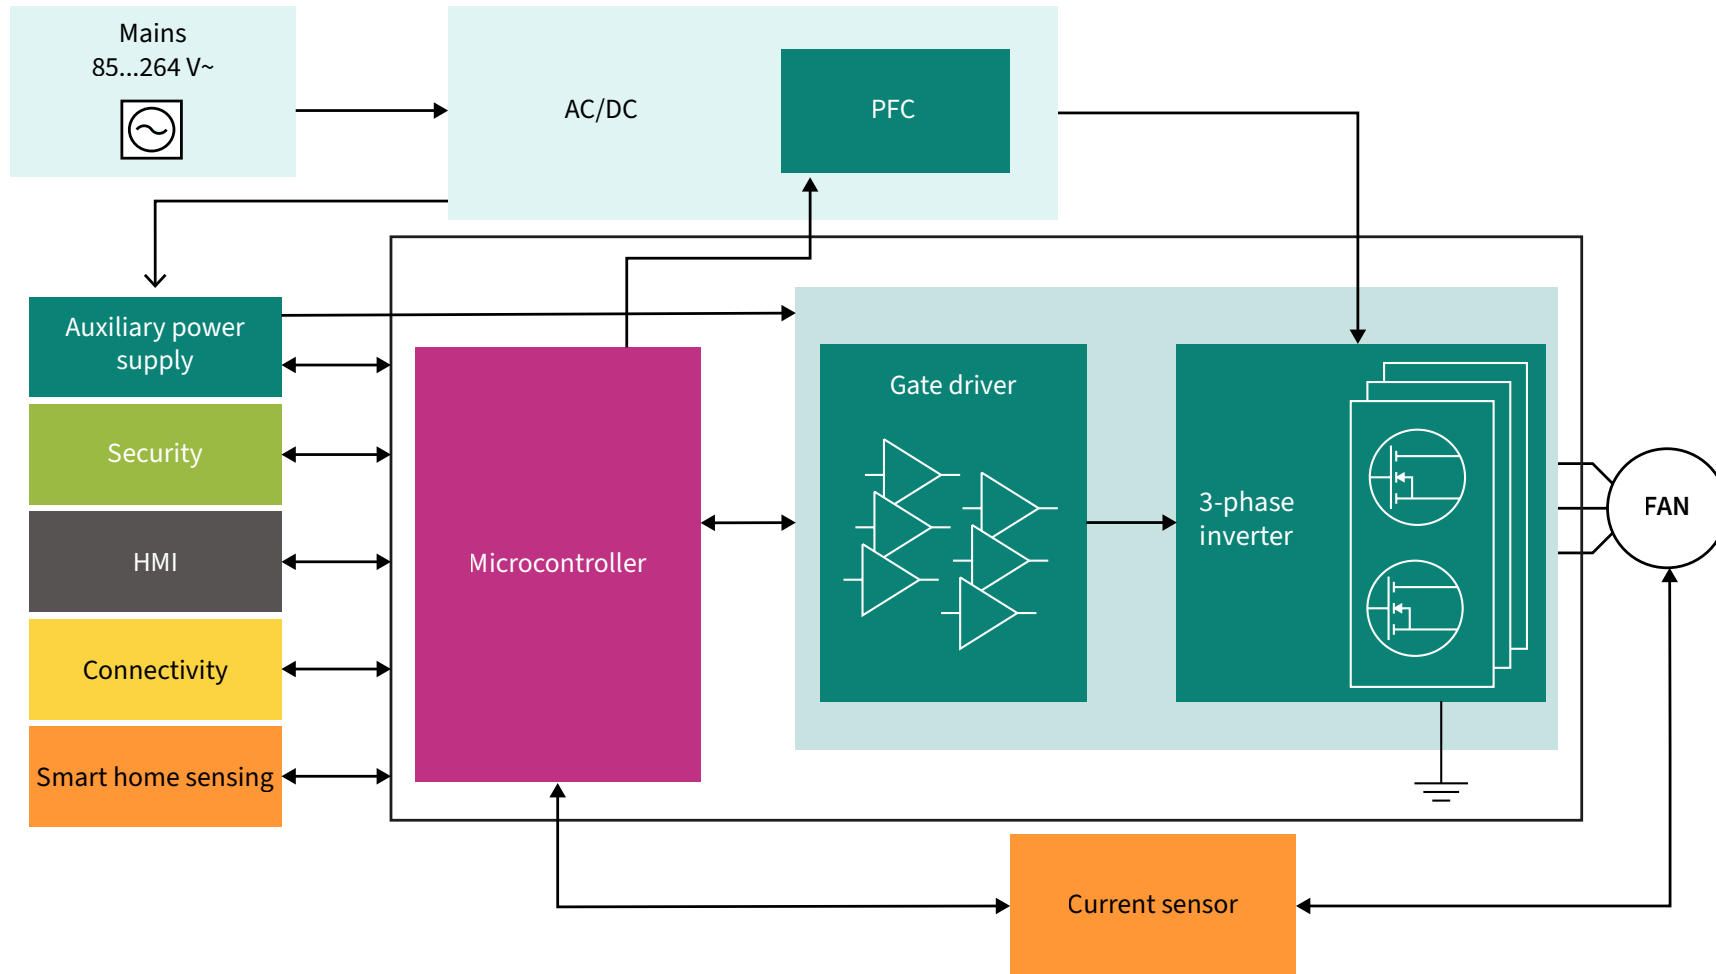 Mains
85...264 V~
AC/DC
PFC
Auxiliary power
supply
Security
HMI
Connectivity
Smart home sensing
Microcontroller
Gate driver
3-phase
inverter
FAN
Current sensor